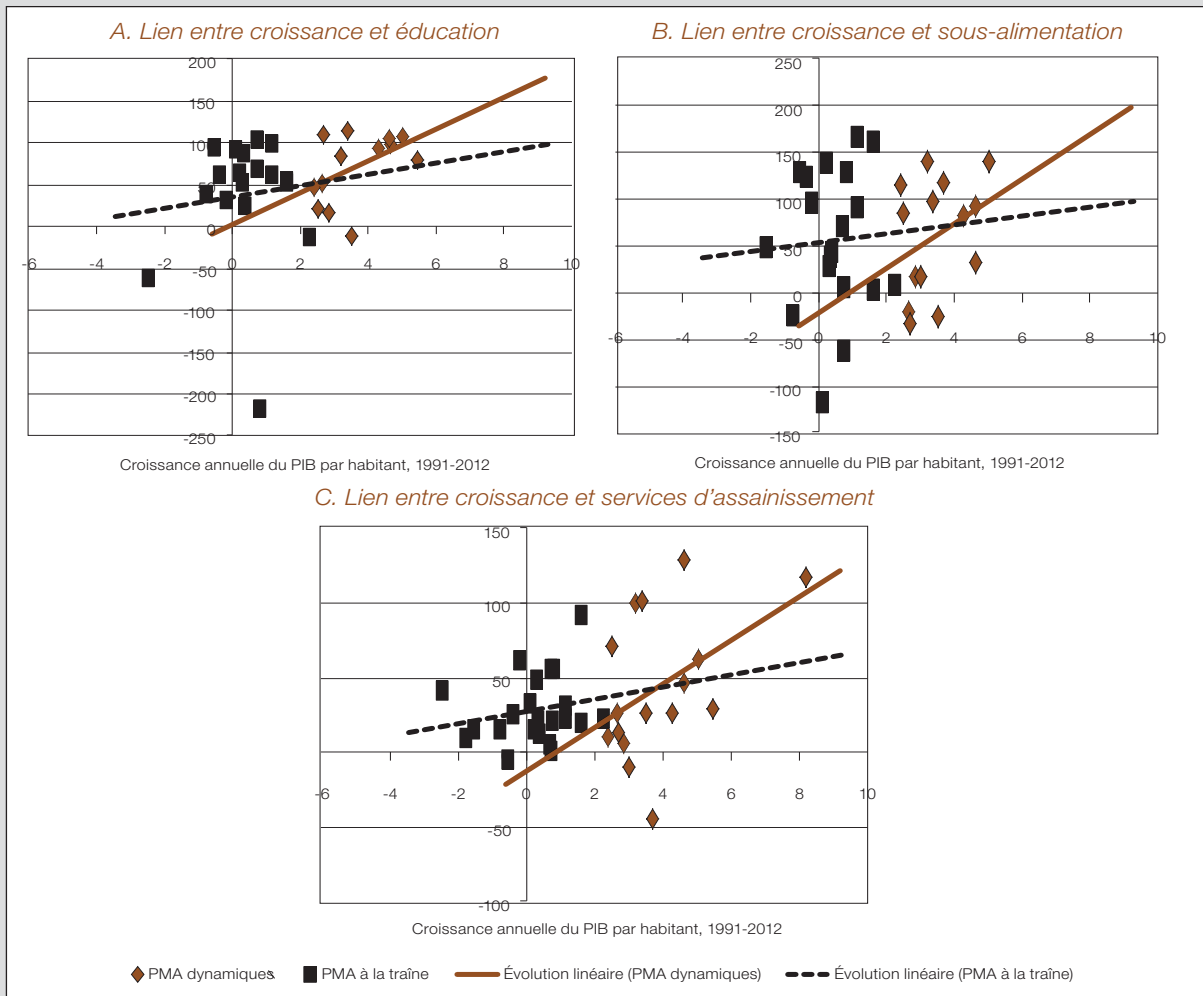 A. Lien entre croissance et éducation
200
150
100
50
0
-6 -4 -2 0 2 4 6 8 10
-50
-100
-150
-200
-250
Croissance annuelle du PIB par habitant, 1991-2012
B. Lien entre croissance et sous-alimentation
250
200
150
100
50
0
-6 -4 -2 0 2 4 6 8 10
-50
-100
-150
Croissance annuelle du PIB par habitant, 1991-2012
C. Lien entre croissance et services d'assainissement
150
100
50
0
-6 -4 -2 0 2 4 6 8 10
-50
-100
Croissance annuelle du PIB par habitant, 1991-2012
PMA dynamiques PMA à la traîne Évolution linéaire (PMA dynamiques) Évolution linéaire (PMA à la traîne)